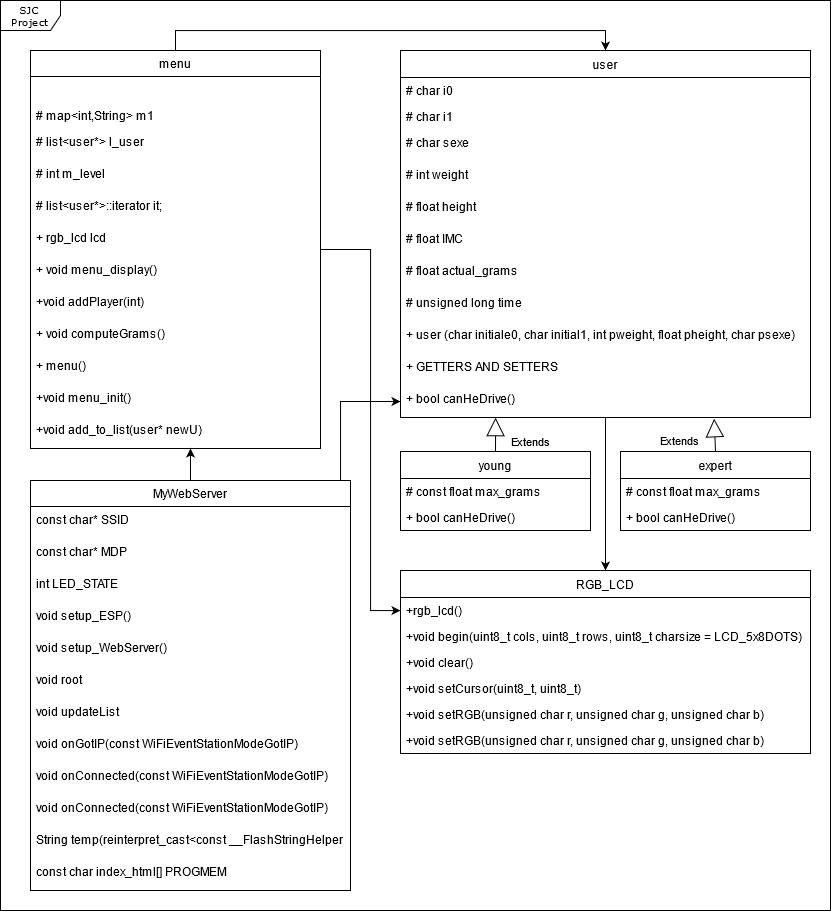 SJC
Project
menu
# map<int,String> m1
# list<user*> l_user
# int m_level
# list<user*>::iterator it;
+ rgb_lcd lcd
+ void menu_display()
+void addPlayer(int)
+ void computeGrams()
+ menu()
+void menu_init()
+void add_to_list(user* newU)
user
# char i0
# char i1
# char sexe
# int weight
# float height
# float IMC
# float actual_grams
# unsigned long time
+ user (char initiale0, char initial1, int pweight, float pheight, char psexe)
+ GETTERS AND SETTERS
+ bool canHeDrive()
Extends
Extends
young
# const float max_grams
+ bool canHeDrive()
expert
# const float max_grams
+ bool canHeDrive()
MyWebServer
const char* SSID
const char* MDP
int LED_STATE
void setup_ESP()
void setup_WebServer()
void root
void updateList
void onGotIP(const WiFiEventStationModeGotIP)
void onConnected(const WiFiEventStationModeGotIP)
void onConnected(const WiFiEventStationModeGotIP)
String temp(reinterpret_cast<const __FlashStringHelper
const char index_html[] PROGMEM
RGB_LCD
+rgb_lcd()
+void begin(uint8_t cols, uint8_t rows, uint8_t charsize = LCD_5x8DOTS)
+void clear()
+void setCursor(uint8_t, uint8_t)
+void setRGB(unsigned char r, unsigned char g, unsigned char b)
+void setRGB(unsigned char r, unsigned char g, unsigned char b)